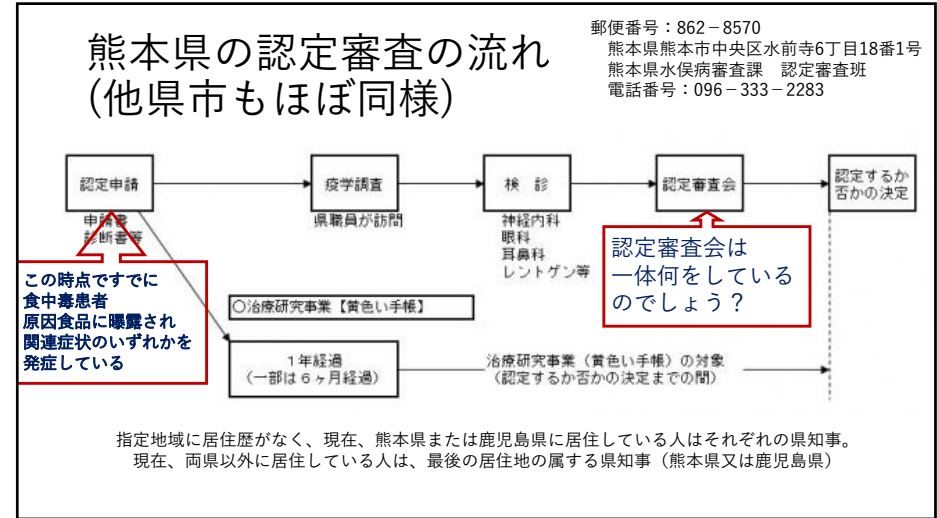 熊本県の認定審査の流れ
(他県市もほぼ同様)
郵便番号：862－8570
熊本県熊本市中央区水前寺6丁目18番1号
熊本県水俣病審査課　認定審査班
電話番号：096－333－2283
認定申請
疫学調査
検　診
認定審査会
認定するか
否かの決定
申請書
診断書等
県職員が訪問
神経内科
眼科
耳鼻科
レントゲン等
この時点ですでに
食中毒患者
原因食品に曝露され
関連症状のいずれかを
発症している
認定審査会は
一体何をしている
のでしょう？
○治療研究事業【黄色い手帳】
１年経過
（一部は６ヶ月経過）
治療研究事業（黄色い手帳）の対象
（認定するか否かの決定までの間）
指定地域に居住歴がなく、現在、熊本県または鹿児島県に居住している人はそれぞれの県知事。
現在、両県以外に居住している人は、最後の居住地の属する県知事（熊本県又は鹿児島県）